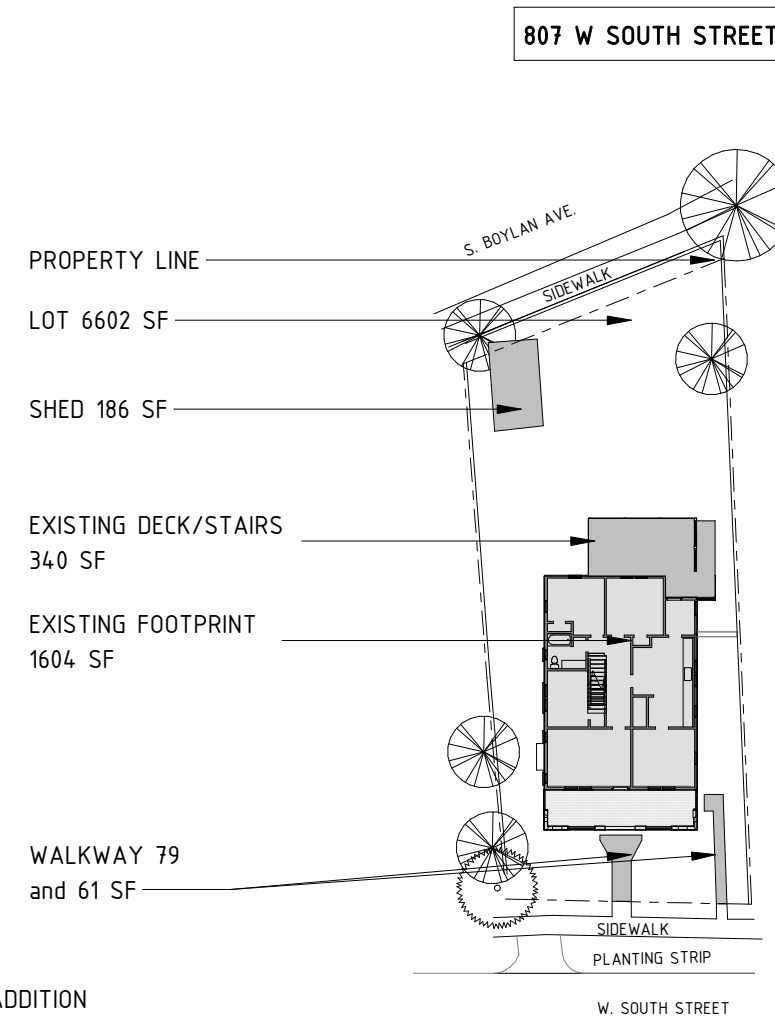 807 W SOUTH STREET
S. BOYLAN AVE.
PROPERTY LINE
SIDEWALK
LOT 6602 SF
SHED 186 SF
EXISTING DECK/STAIRS
340 SF
EXISTING FOOTPRINT
1604 SF
WALKWAY 79
and 61 SF
SIDEWALK
PLANTING STRIP
ADDITION
W. SOUTH STREET